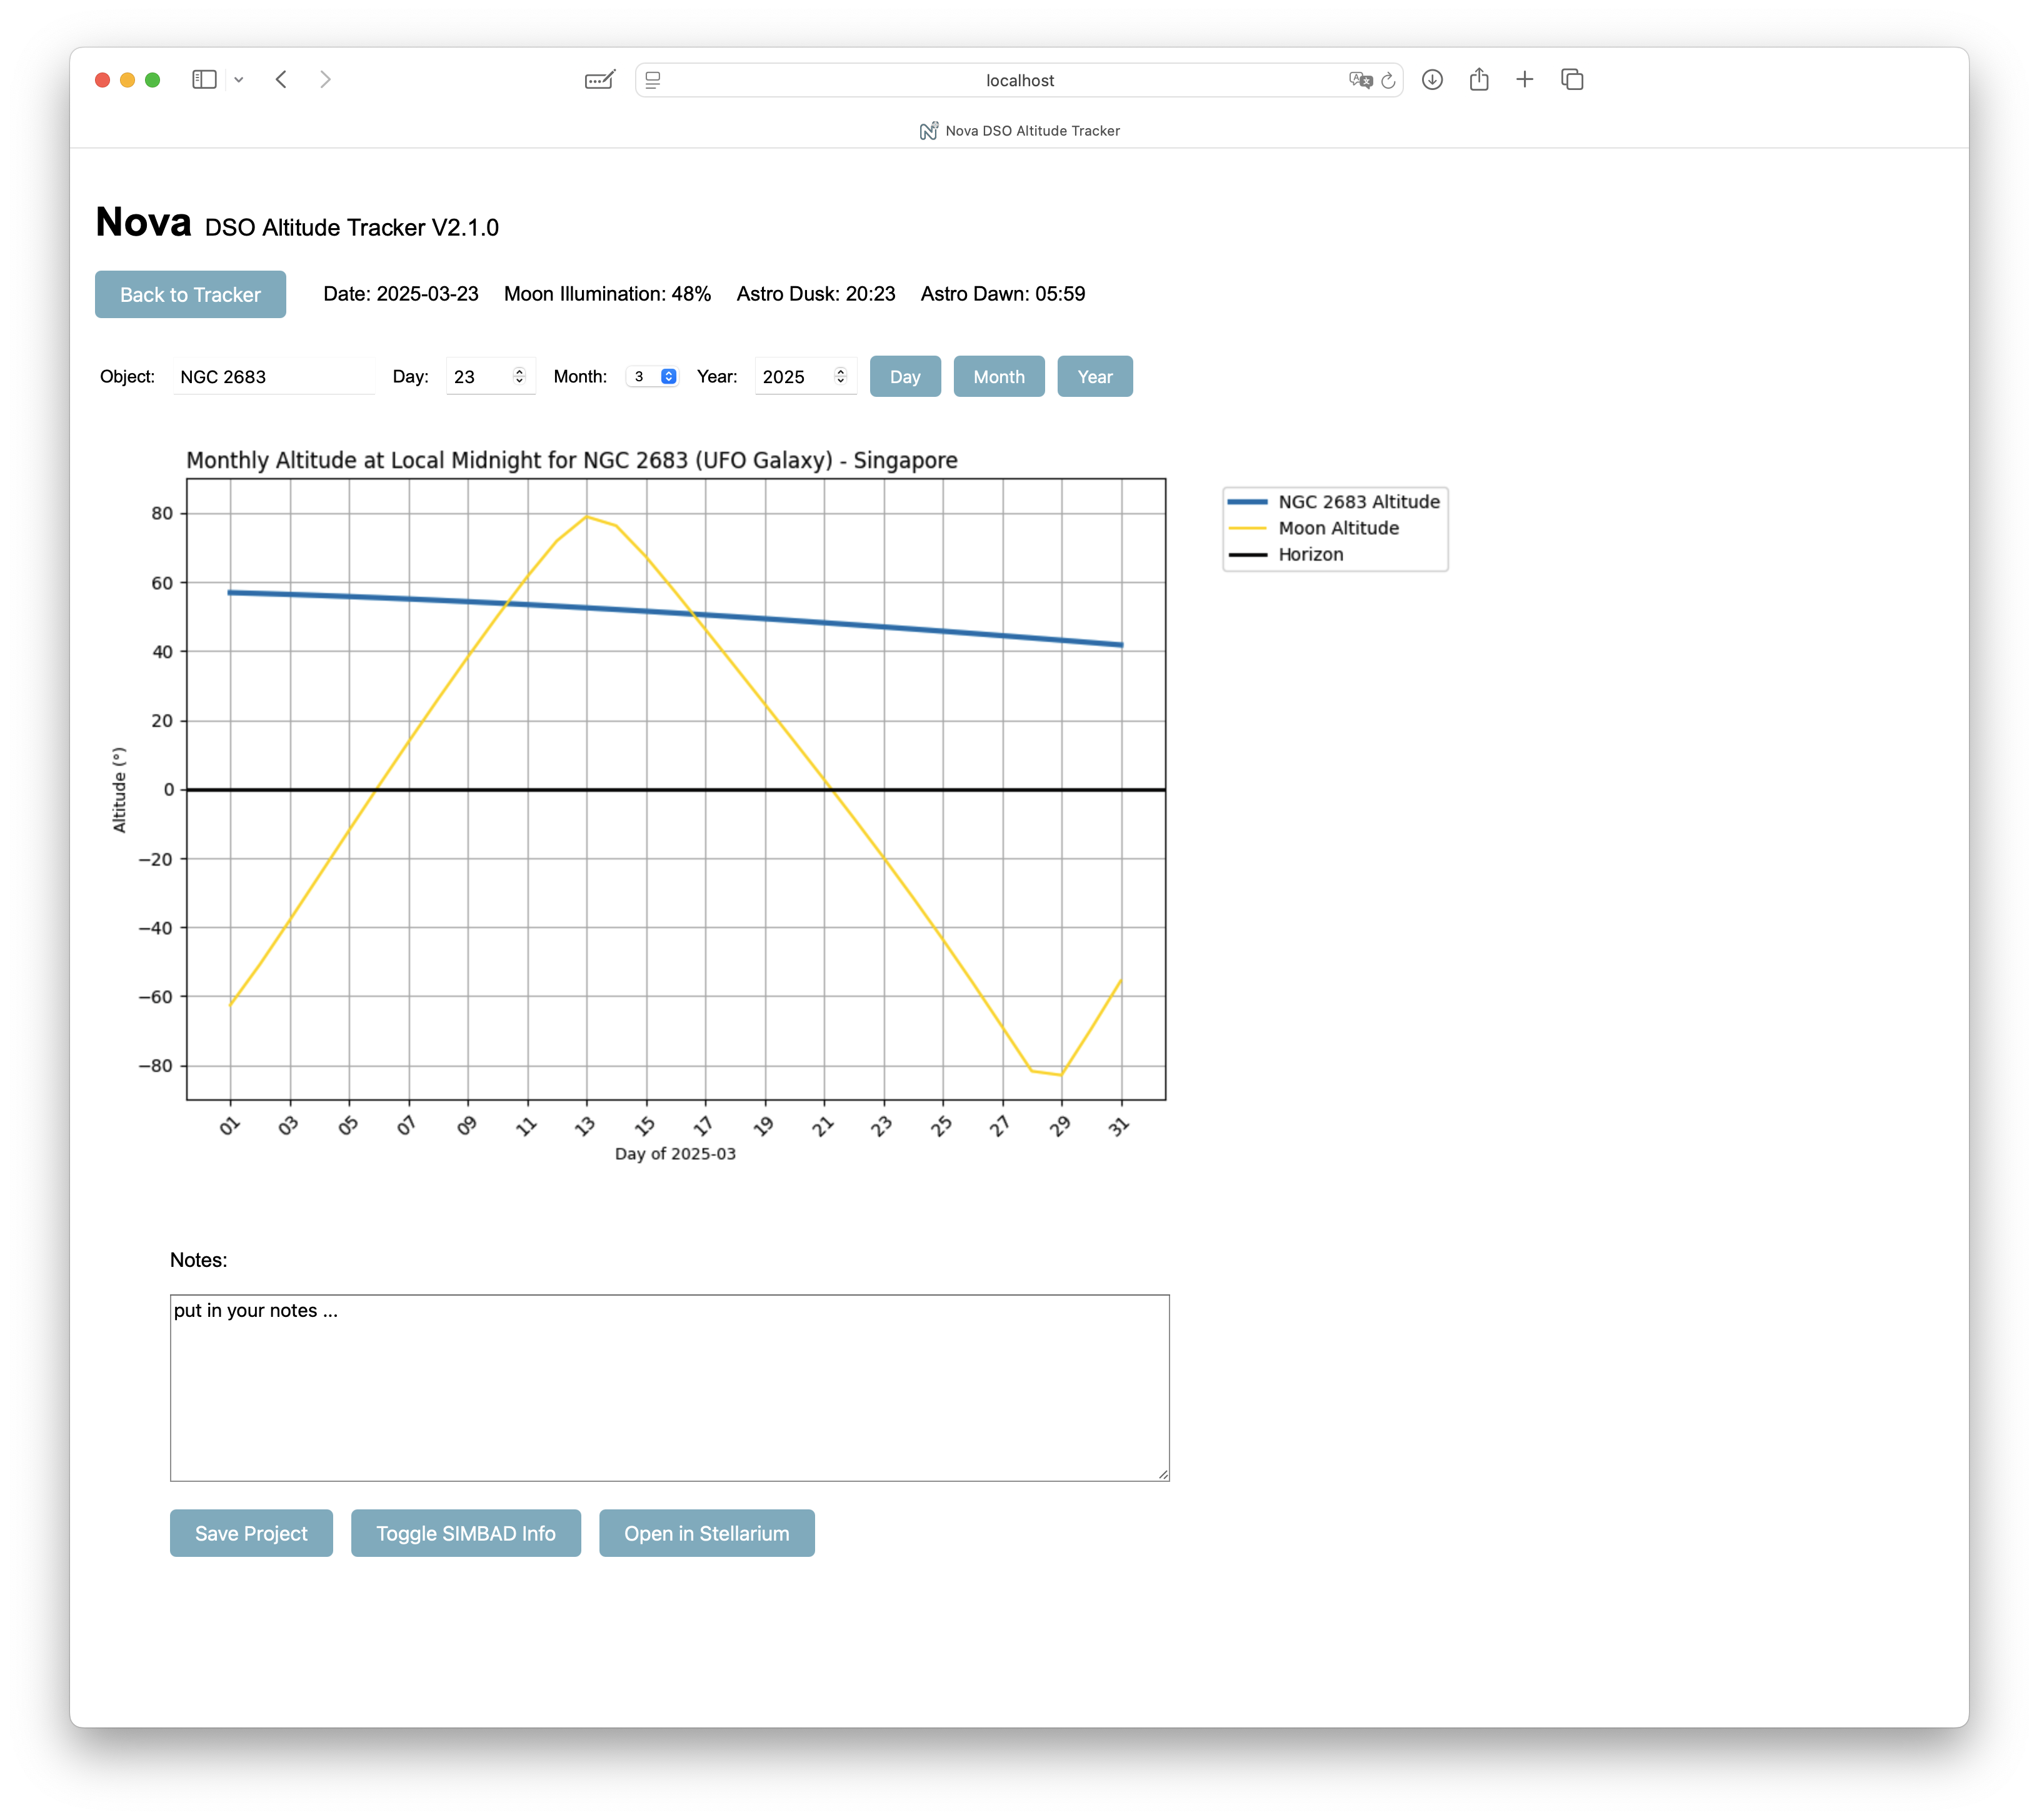 localhost
Nova DSO Altitude Tracker
Nova DSO Altitude Tracker V2.1.0
Back to Tracker Date: 2025-03-23 Moon Illumination: 48% Astro Dusk: 20:23 Astro Dawn: 05:59
Object: NGC 2683 Day: 23 Month: 3 Year: 2025 Day Month Year
Monthly Altitude at Local Midnight for NGC 2683 (UFO Galaxy) - Singapore
NGC 2683 Altitude
Moon Altitude
Horizon
80
60
40
20
0
−20
−40
−60
−80
Altitude (°)
01 03 05 07 09 11 13 15 17 19 21 23 25 27 29 31
Day of 2025-03
Notes:
put in your notes ...
Save Project Toggle SIMBAD Info Open in Stellarium